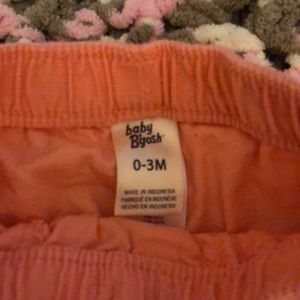 baby
B'gosh
0-3M
MADE IN INDONESIA
FABRIQUÉ EN INDONÉSIE
HECHO EN INDONESIA